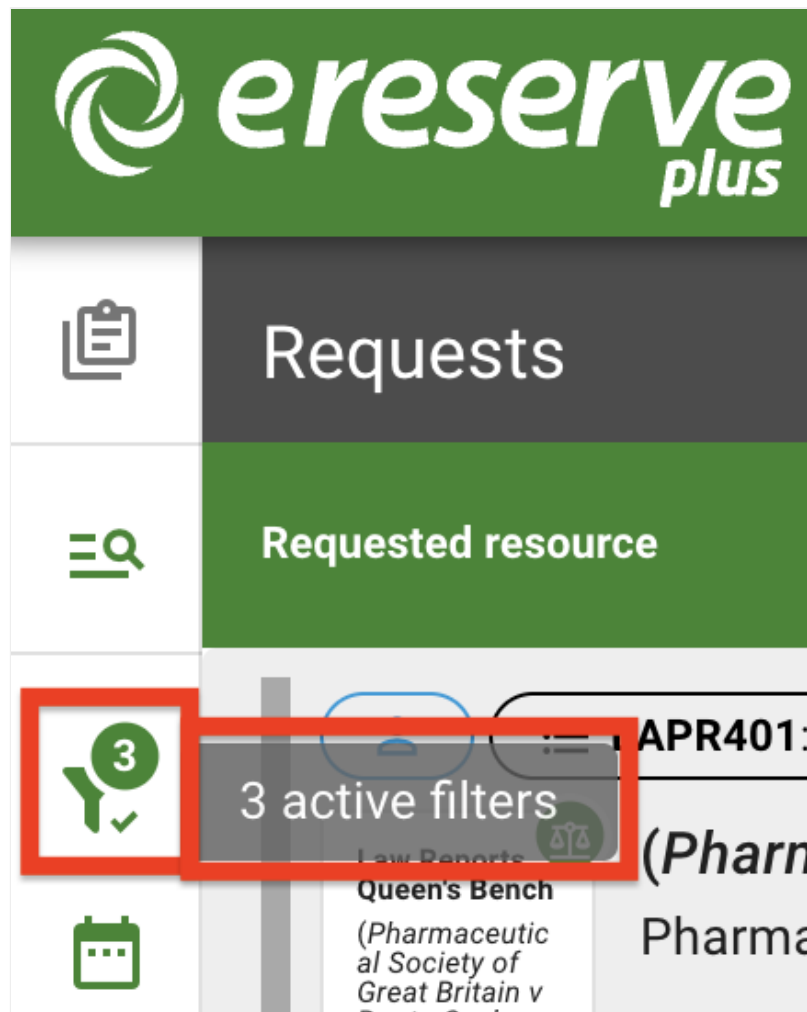 ereserve
plus
Requests
Requested resource
3
3 active filters
APR401:
Law Reports
Queen's Bench
(Pharmaceutic
al Society of
Great Britain v
(Pharm
Pharma